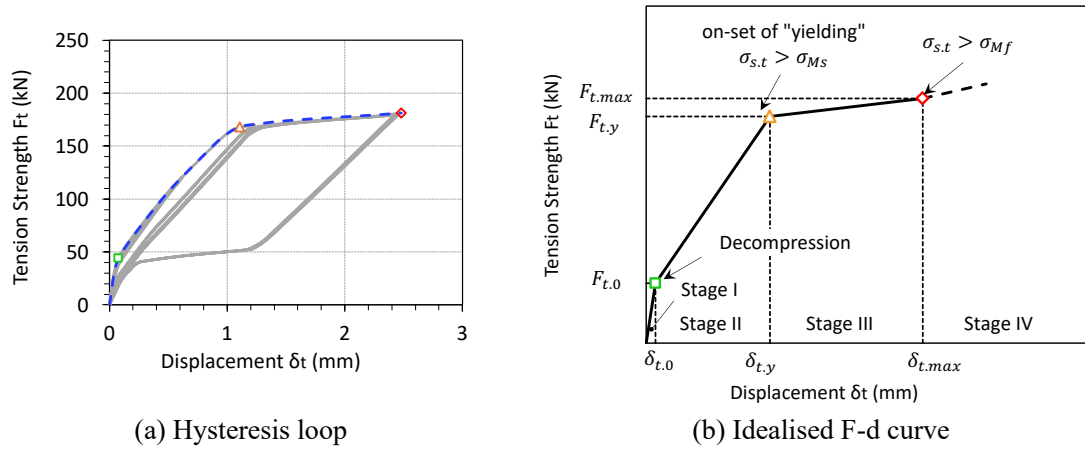 250
200
150
100
50
0
0
1
2
3
Tension Strength Ft (kN)
Displacement δt (mm)
(a) Hysteresis loop
on-set of "yielding"
σs.t > σMs
σs.t > σMf
Ft.max
Ft.y
Ft.0
Decompression
Stage I
Stage II
Stage III
Stage IV
δt.0
δt.y
δt.max
Tension Strength Ft (kN)
Displacement δt (mm)
(b) Idealised F-d curve